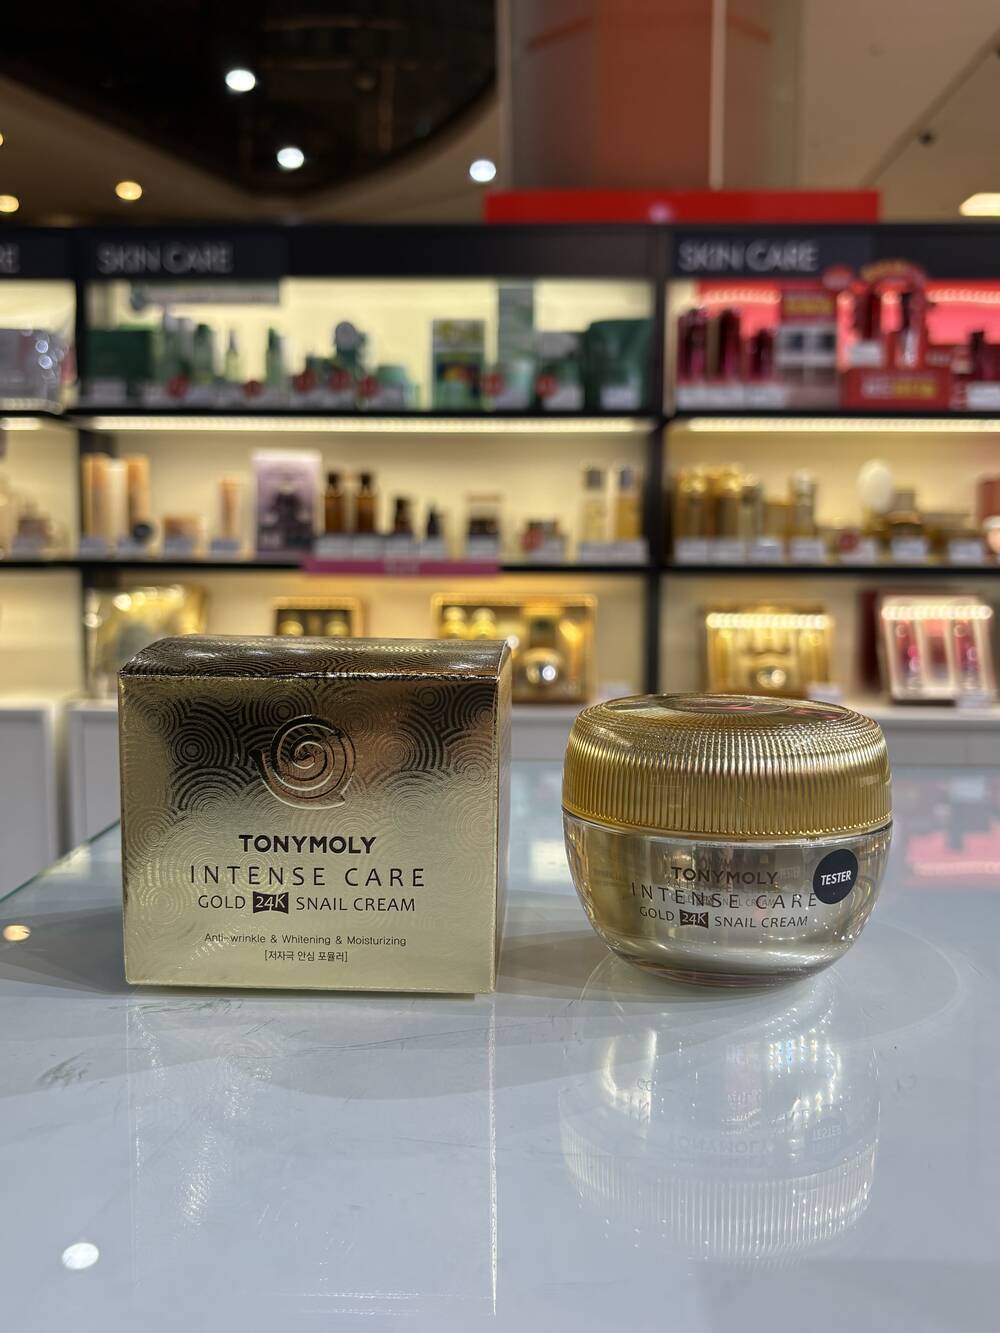 SKIN CARE
SKIN CARE
RE
TONYMOLY
INTENSE CARE
GOLD 24K SNAIL CREAM
Anti-wrinkle & Whitening & Moisturizing
[저자극 안심 포뮬러]
TONYMOLY
INTENSE CARE
GOLD 24K SNAIL CREAM
TESTER